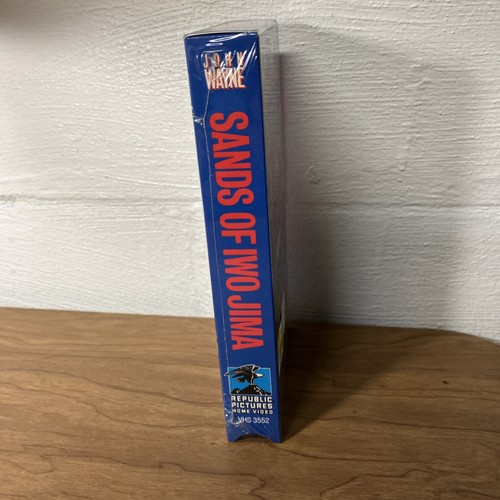 JOHN
WAYNE
SANDS OF IWO JIMA
REPUBLIC
PICTURES
HOME VIDEO
VHS 3552